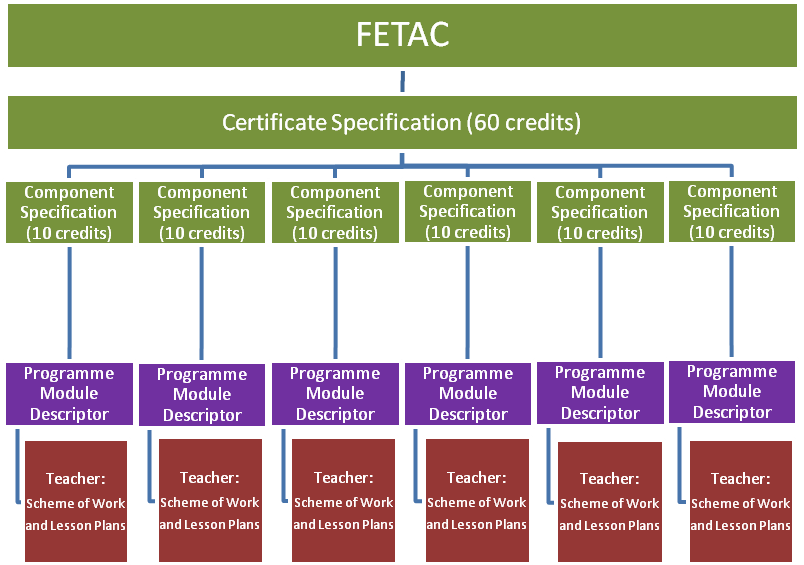 FETAC
Certificate Specification (60 credits)
Component
Specification
(10 credits)
Component
Specification
(10 credits)
Component
Specification
(10 credits)
Component
Specification
(10 credits)
Component
Specification
(10 credits)
Component
Specification
(10 credits)
Programme
Module
Descriptor
Programme
Module
Descriptor
Programme
Module
Descriptor
Programme
Module
Descriptor
Programme
Module
Descriptor
Programme
Module
Descriptor
Teacher:
Scheme of Work
and Lesson Plans
Teacher:
Scheme of Work
and Lesson Plans
Teacher:
Scheme of Work
and Lesson Plans
Teacher:
Scheme of Work
and Lesson Plans
Teacher:
Scheme of Work
and Lesson Plans
Teacher:
Scheme of Work
and Lesson Plans